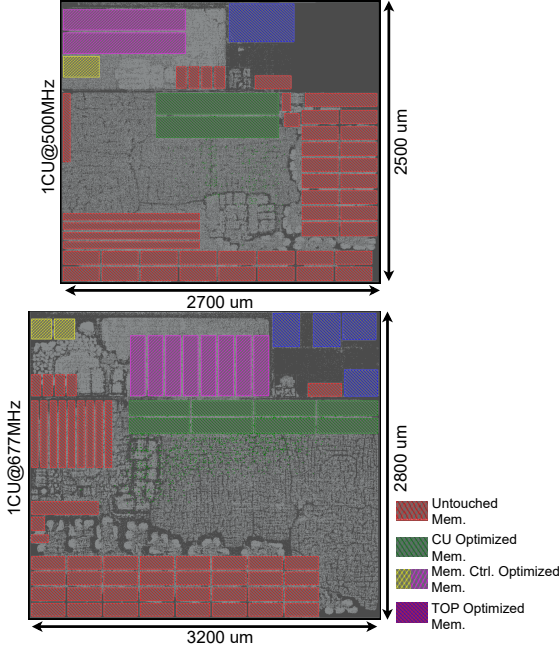 1CU@500MHz
2500 um
2700 um
1CU@677MHz
2800 um
3200 um
Untouched
Mem.
CU Optimized
Mem.
Mem. Ctrl. Optimized
Mem.
TOP Optimized
Mem.